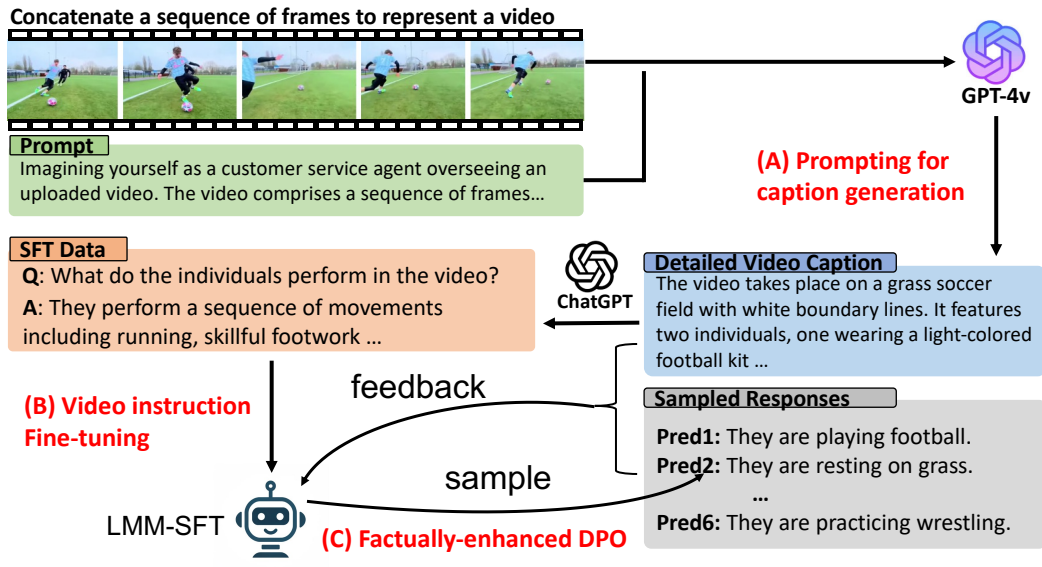 Concatenate a sequence of frames to represent a video
GPT-4v
Prompt
Imagining yourself as a customer service agent overseeing an
uploaded video. The video comprises a sequence of frames…
(A) Prompting for
caption generation
SFT Data
Q: What do the individuals perform in the video?
A: They perform a sequence of movements
including running, skillful footwork …
ChatGPT
Detailed Video Caption
The video takes place on a grass soccer
field with white boundary lines. It features
two individuals, one wearing a light-colored
football kit …
(B) Video instruction
Fine-tuning
feedback
Sampled Responses
Pred1: They are playing football.
Pred2: They are resting on grass.
…
Pred6: They are practicing wrestling.
sample
LMM-SFT
(C) Factually-enhanced DPO